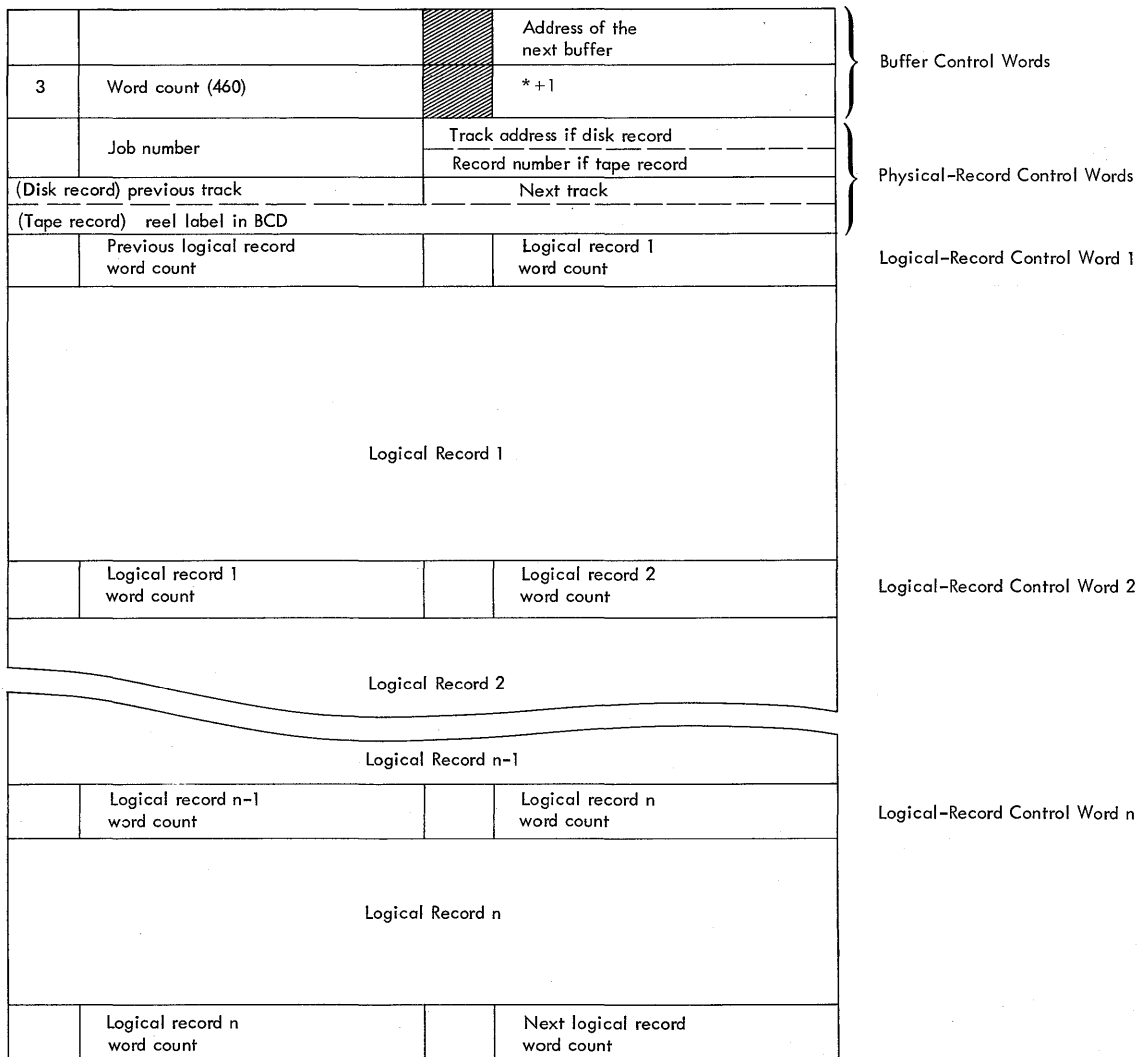 Address of the
next buffer
Buffer Control Words
3
Word count (460)
*+1
Job number
Track address if disk record
Record number if tape record
Physical-Record Control Words
(Disk record) previous track
Next track
(Tape record) reel label in BCD
Previous logical record
word count
Logical record 1
word count
Logical-Record Control Word 1
Logical Record 1
Logical record 1
word count
Logical record 2
word count
Logical-Record Control Word 2
Logical Record 2
Logical Record n-1
Logical record n-1
word count
Logical record n
word count
Logical-Record Control Word n
Logical Record n
Logical record n
word count
Next logical record
word count